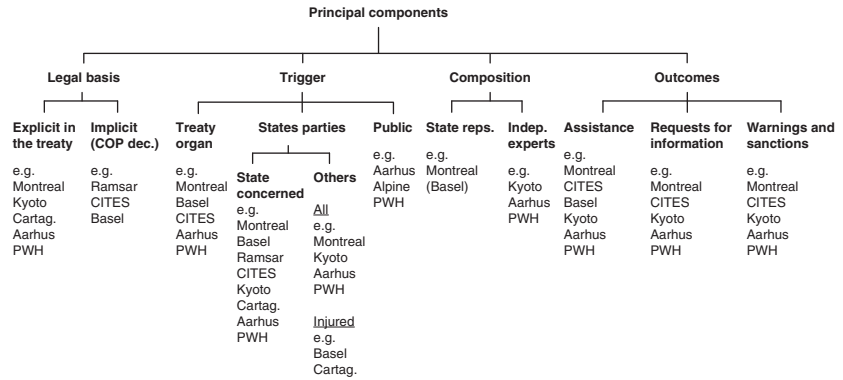 Principal components
Legal basis
Trigger
Composition
Outcomes
Explicit in
the treaty
e.g.
Montreal
Kyoto
Cartag.
Aarhus
PWH
Implicit
(COP dec.)
e.g.
Ramsar
CITES
Basel
Treaty
organ
e.g.
Montreal
Basel
CITES
Aarhus
PWH
States parties
State
concerned
e.g.
Montreal
Basel
Ramsar
CITES
Kyoto
Cartag.
Aarhus
PWH
Others
All
e.g.
Montreal
Kyoto
Aarhus
PWH
Injured
e.g.
Basel
Cartag.
Public
e.g.
Aarhus
Alpine
PWH
State reps.
e.g.
Montreal
(Basel)
Indep.
experts
e.g.
Kyoto
Aarhus
PWH
Assistance
e.g.
Montreal
CITES
Basel
Kyoto
Aarhus
PWH
Requests for
information
e.g.
Montreal
CITES
Kyoto
Aarhus
PWH
Warnings and
sanctions
e.g.
Montreal
CITES
Kyoto
Aarhus
PWH